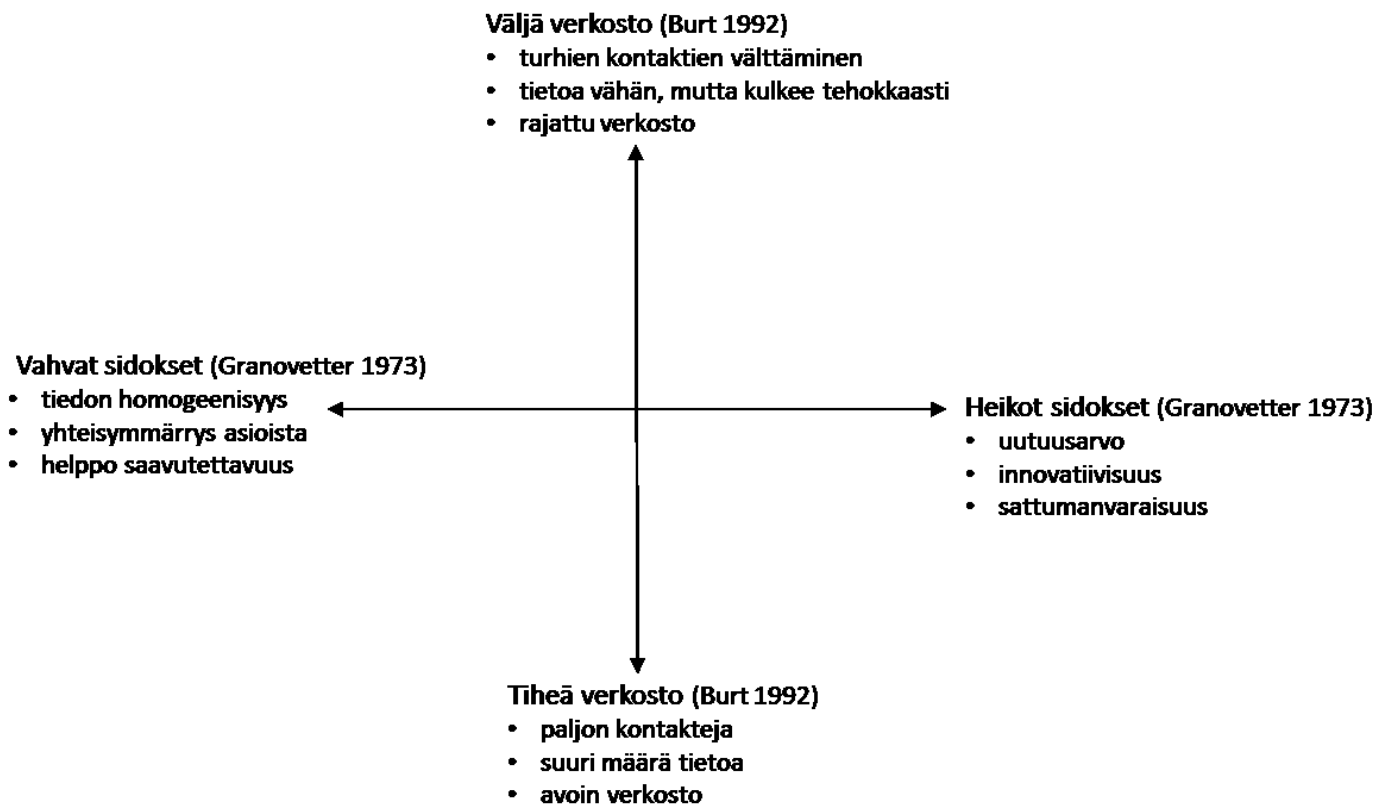 Väljä verkosto (Burt 1992)
• turhien kontaktien välttäminen
• tietoa vähän, mutta kulkee tehokkaasti
• rajattu verkosto
Vahvat sidokset (Granovetter 1973)
• tiedon homogeenisyys
• yhteisymmärrys asioista
• helppo saavutettavuus
Heikot sidokset (Granovetter 1973)
• uutuusarvo
• innovatiivisuus
• sattumanvaraisuus
Tiheä verkosto (Burt 1992)
• paljon kontakteja
• suuri määrä tietoa
• avoin verkosto